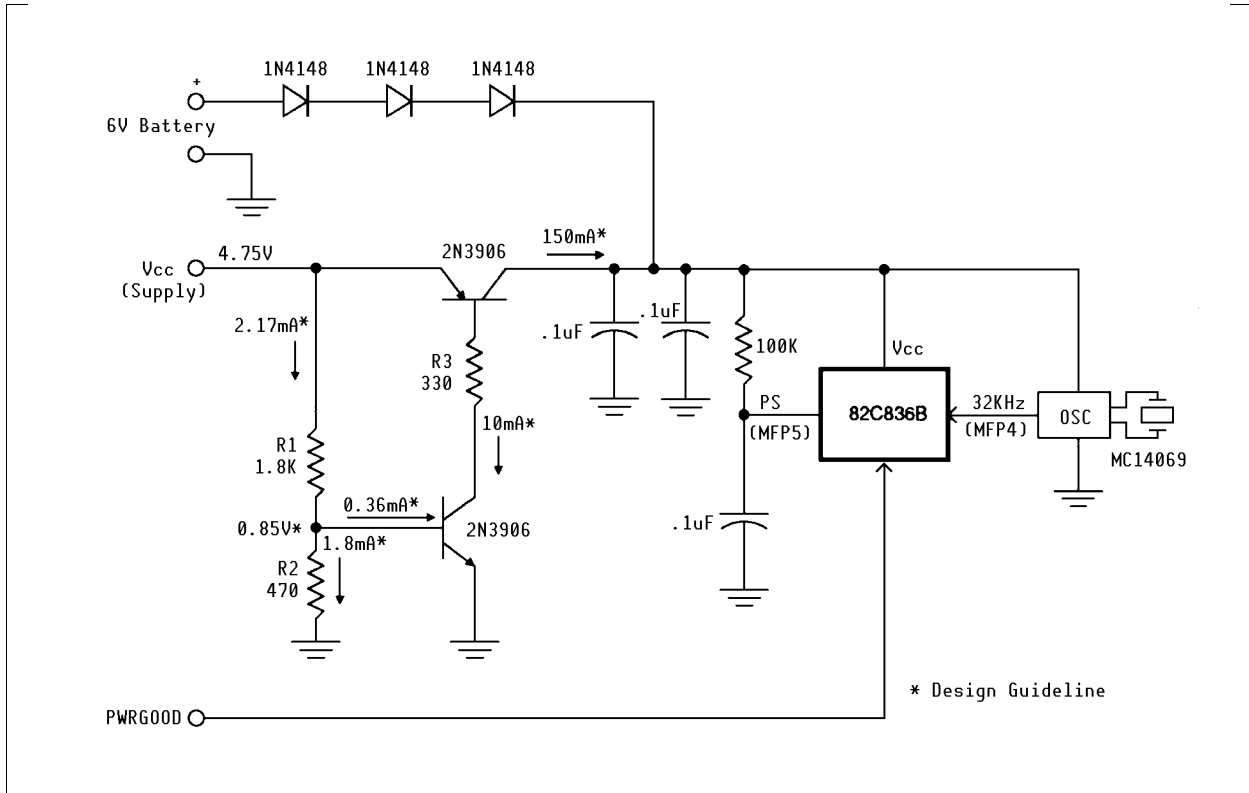 1N4148 1N4148 1N4148
+
6V Battery
4.75V
2N3906
150mA*
Vcc
(Supply)
2.17mA*
.1uF
.1uF
100K
R3
330
Vcc
PS
(MFP5)
82C836B
32KHz
(MFP4)
OSC
MC14069
10mA*
R1
1.8K
0.36mA*
0.85V*
2N3906
1.8mA*
.1uF
R2
470
* Design Guideline
PWRGOOD